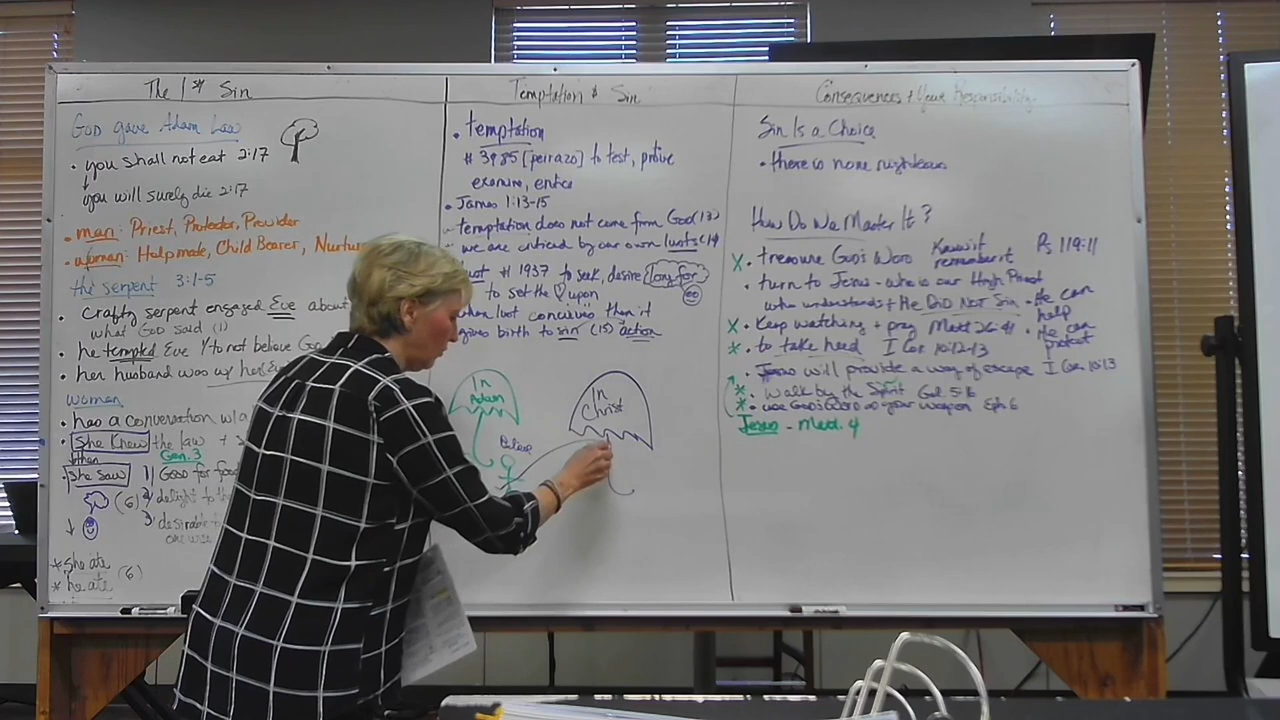 The 1st Sin
God gave Adam Law
• you shall not eat 2:17
you will surely die 2:17
• man: Priest, Protector, Provider
• woman: Helpmate, Child Bearer, Nurtur
the serpent 3:1-5
• Crafty serpent engaged Eve about
what God said (1)
• he tempted Eve to not believe Go
• her husband was w/ her
woman
• has a conversation w/
She Knew the law +
then Gen. 3
She saw 1) Good for foo
(6) 2) delight to th
3) desirable to
one wise
* She ate
* he ate (6)
Temptation & Sin
• temptation
# 3985 [peirazo] to test, prove
examine, entice
• James 1:13-15
temptation does not come from God (13)
we are enticed by our own lusts (14
lust # 1937 to seek, desire long for
to set the ♡ upon
when lust conceives then it
gives birth to sin (15) action
In
Adam
In
Christ
Believe
Consequences + Your Responsibility
Sin Is a Choice
• there is none righteous
How Do We Master It?
X • treasure God's Word Know it remember it Ps 119:11
• turn to Jesus - who is our High Priest
who understands + He DID NOT Sin • He can help
X • Keep watching + pray Matt 26:41 • He can protect
* • to take heed I Cor 10:12-13
• Jesus will provide a way of escape I Cor 10:13
* • walk by the Spirit Gal. 5:16
* • use God's Word as your weapon Eph 6
Jesus - Matt. 4